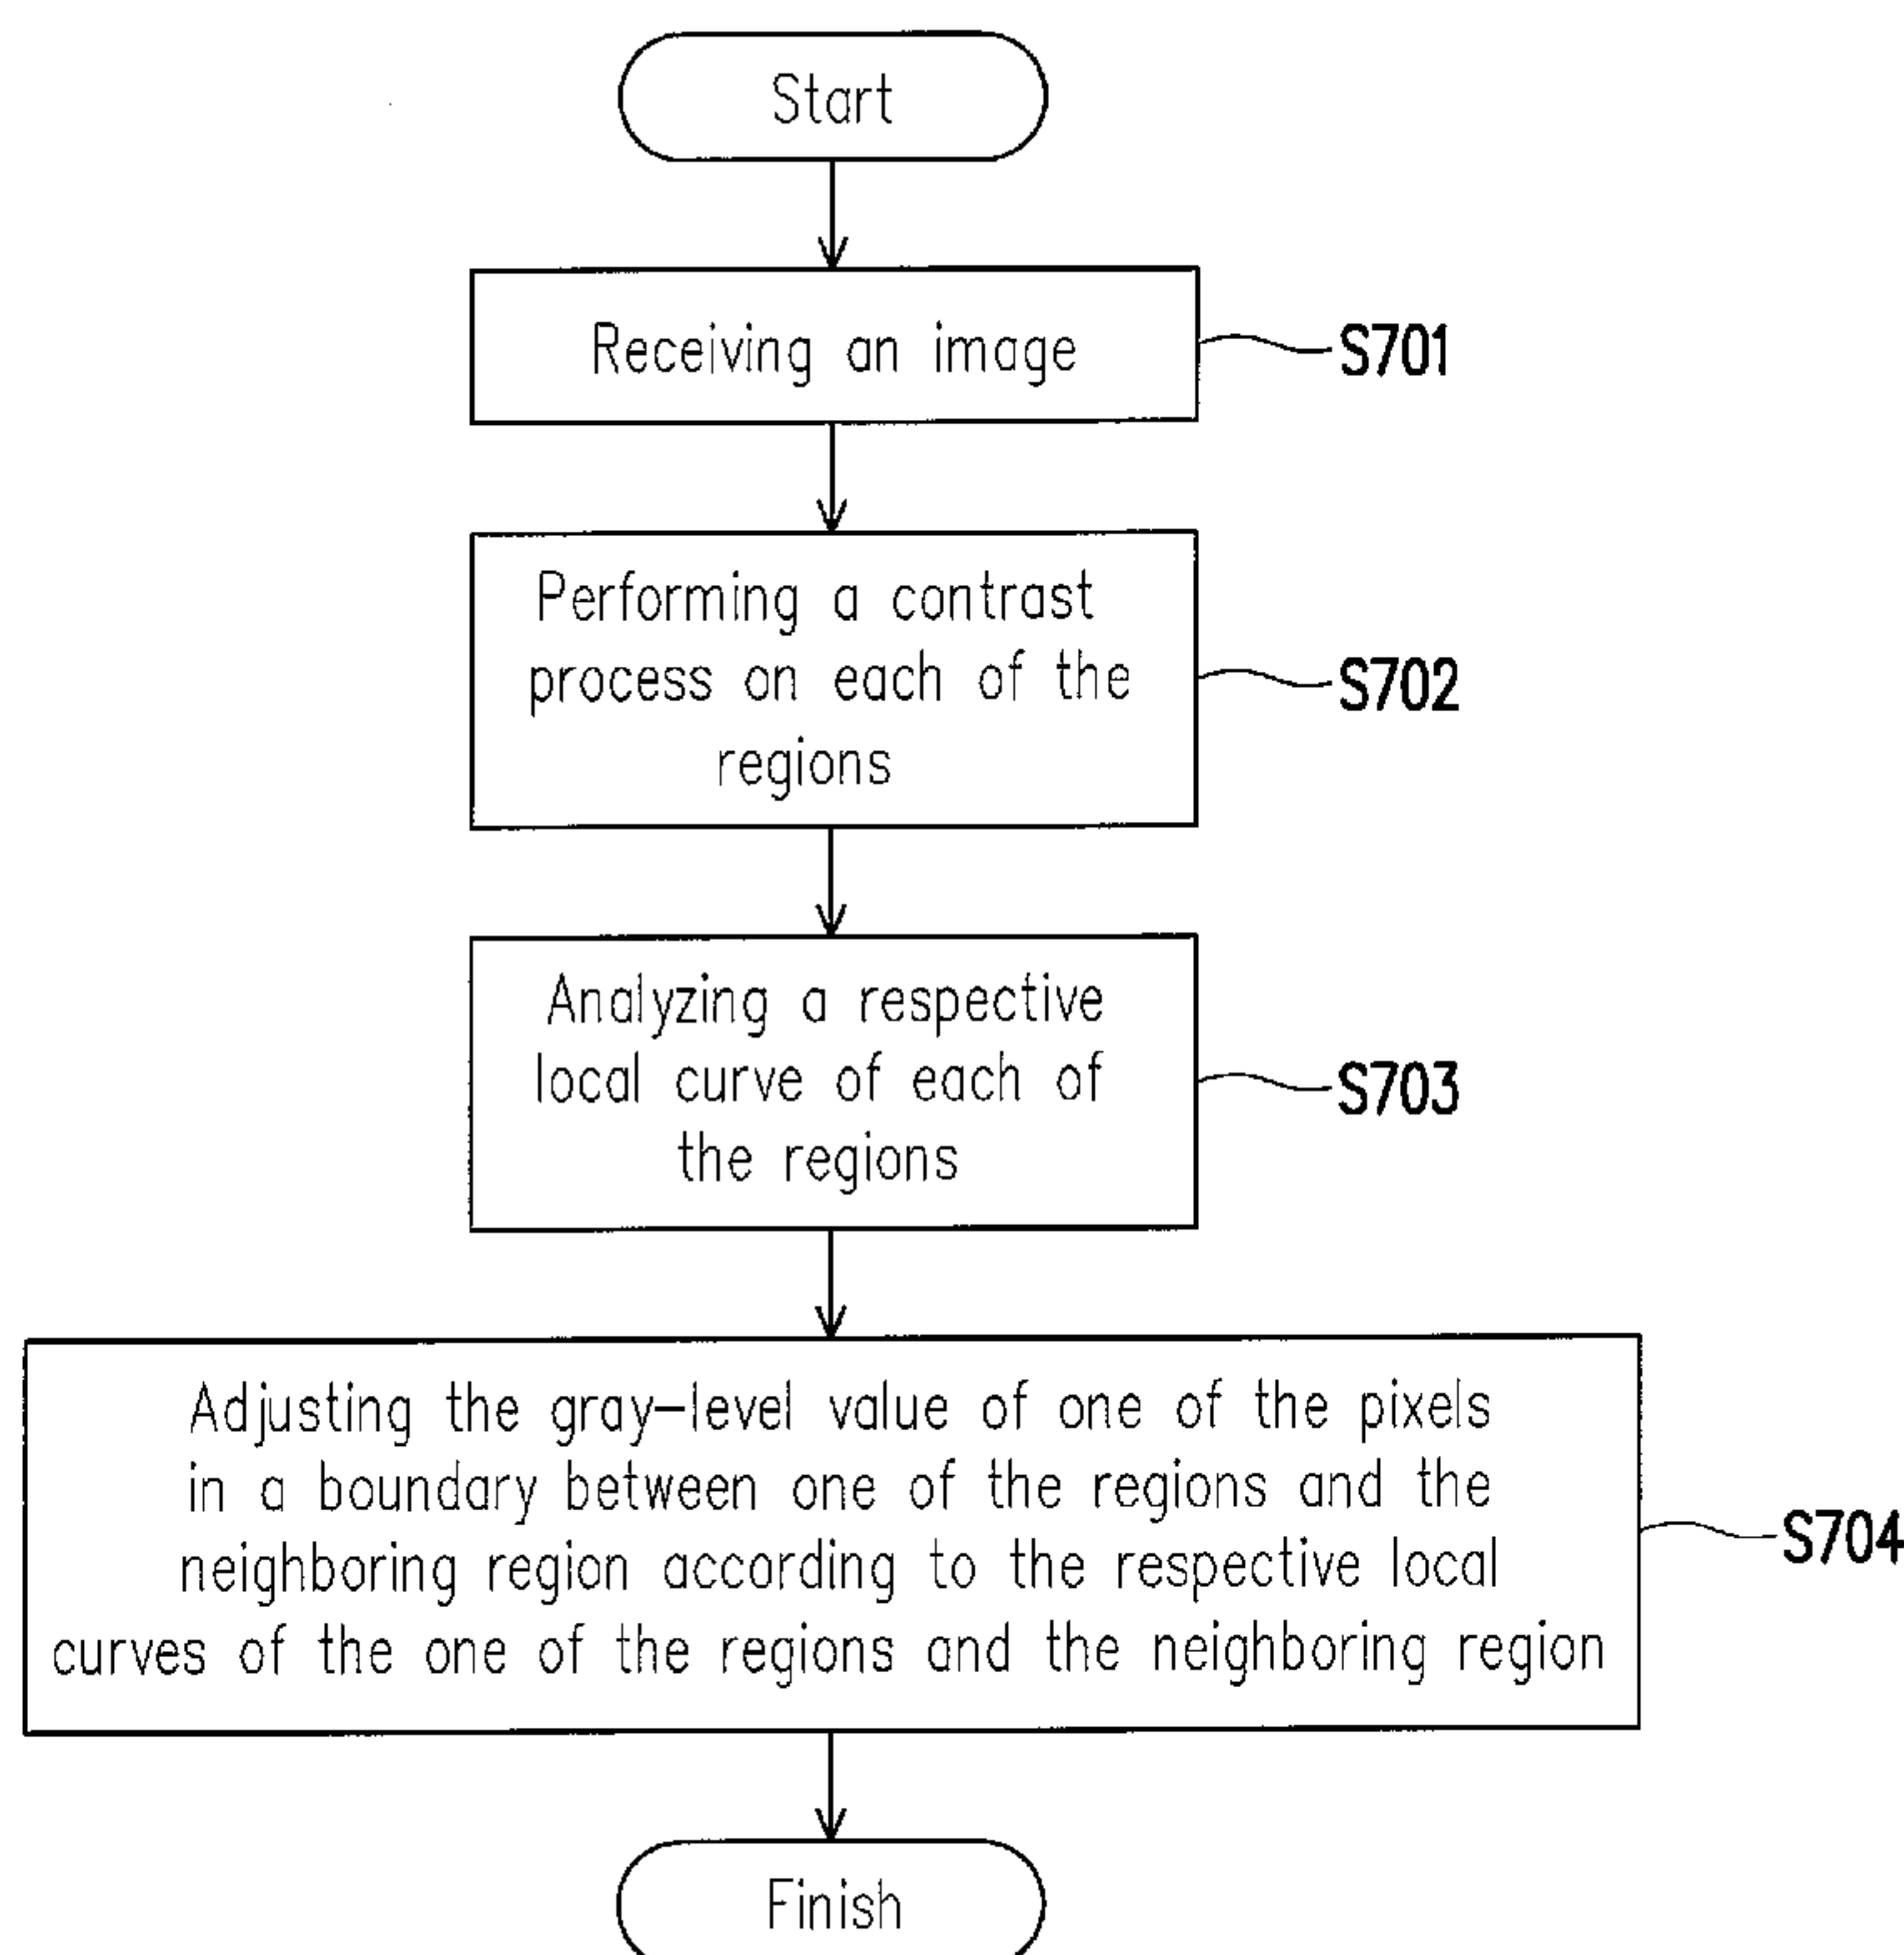 Start
Receiving an image
S701
Performing a contrast
process on each of the
regions
S702
Analyzing a respective
local curve of each of
the regions
S703
Adjusting the gray-level value of one of the pixels
in a boundary between one of the regions and the
neighboring region according to the respective local
curves of the one of the regions and the neighboring region
S704
Finish